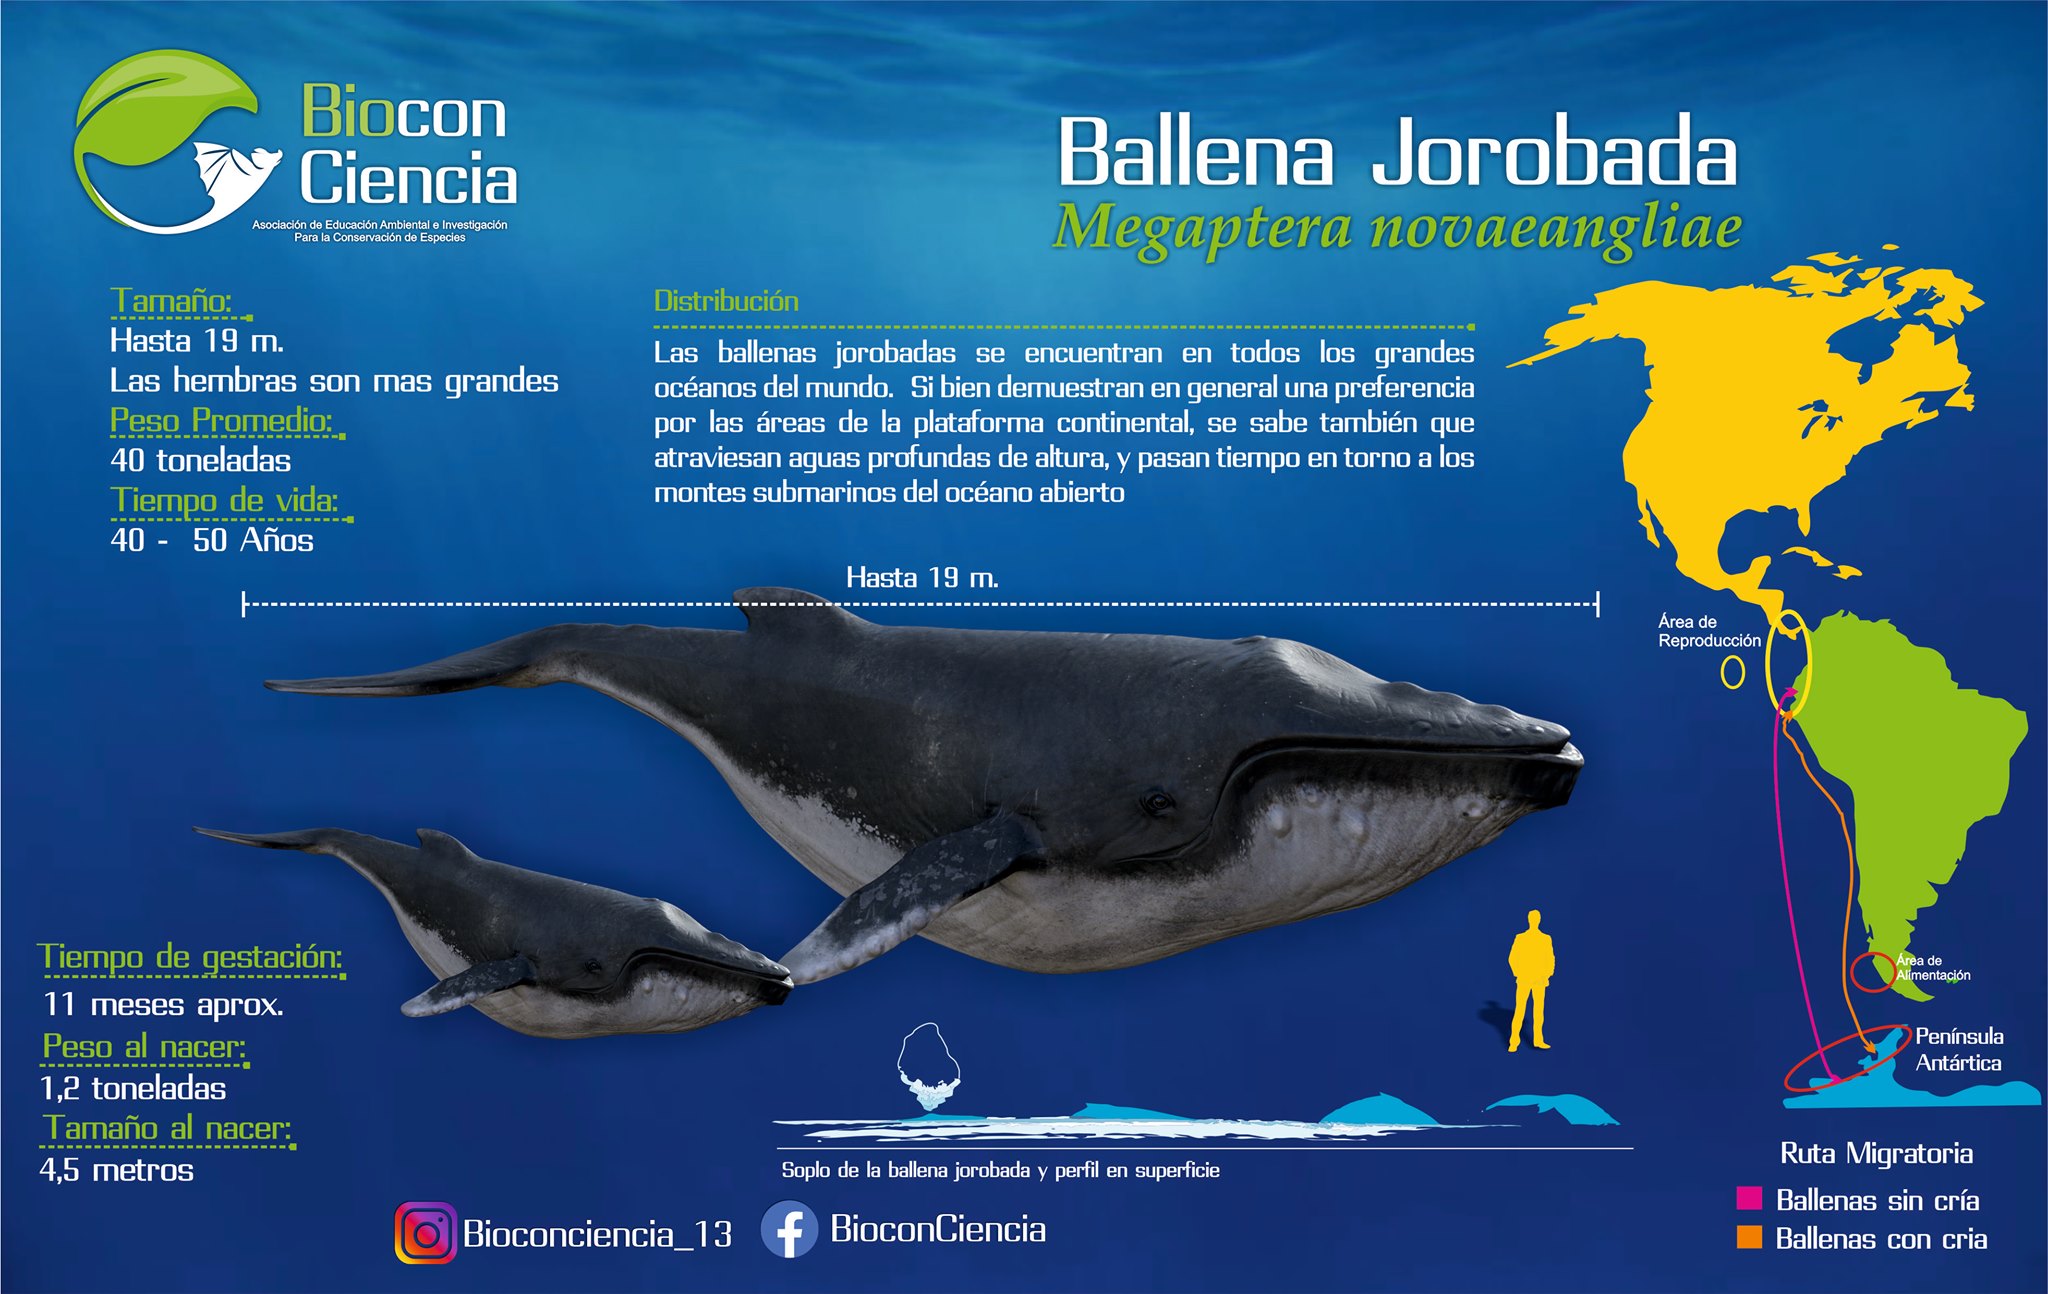 Biocon
Ciencia
Asociación de Educación Ambiental e Investigación
Para la Conservación de Especies
Ballena Jorobada
Megaptera novaeangliae
Tamaño:
Hasta 19 m.
Las hembras son mas grandes
Peso Promedio:
40 toneladas
Tiempo de vida:
40 - 50 Años
Distribución
Las ballenas jorobadas se encuentran en todos los grandes
océanos del mundo. Si bien demuestran en general una preferencia
por las áreas de la plataforma continental, se sabe también que
atraviesan aguas profundas de altura, y pasan tiempo en torno a los
montes submarinos del océano abierto
Hasta 19 m.
Área de
Reproducción
Tiempo de gestación:
11 meses aprox.
Peso al nacer:
1,2 toneladas
Tamaño al nacer:
4,5 metros
Soplo de la ballena jorobada y perfil en superficie
Área de
Alimentación
Península
Antártica
Ruta Migratoria
Ballenas sin cría
Ballenas con cria
Bioconciencia_13
BioconCiencia